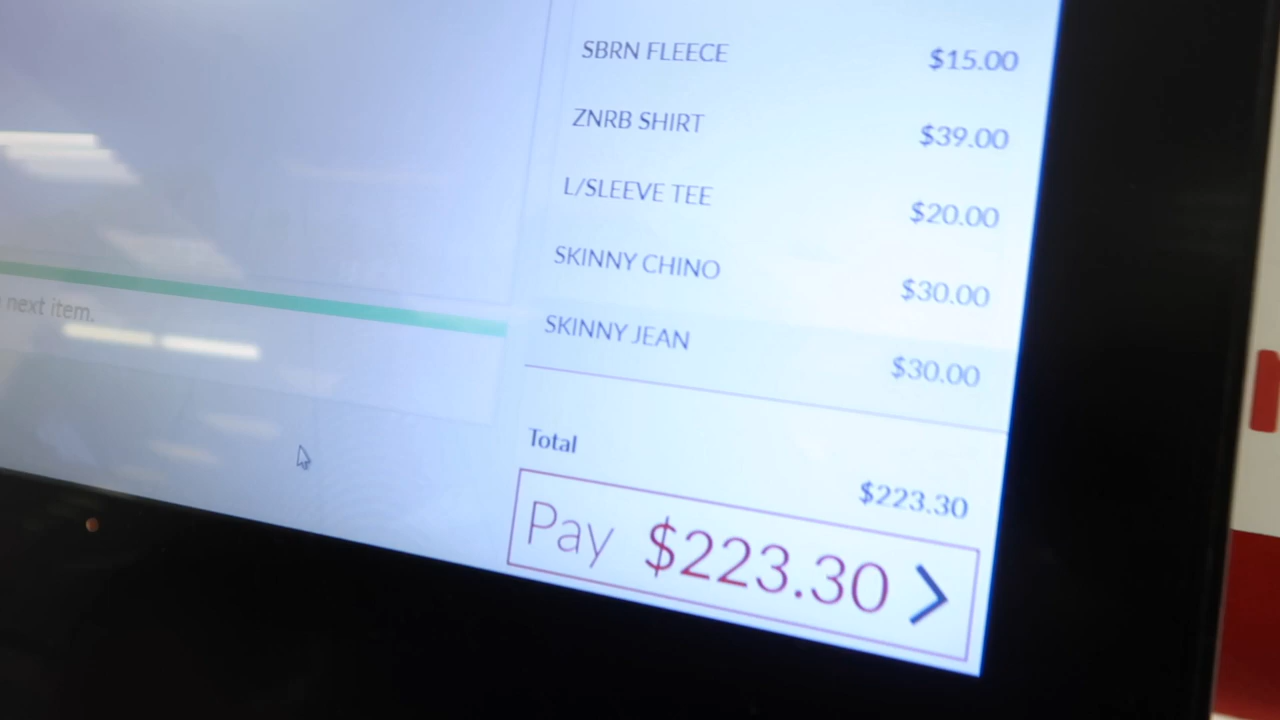 SBRN FLEECE $15.00
ZNRB SHIRT $39.00
L/SLEEVE TEE $20.00
SKINNY CHINO $30.00
next item.
SKINNY JEAN $30.00
Total $223.30
Pay $223.30